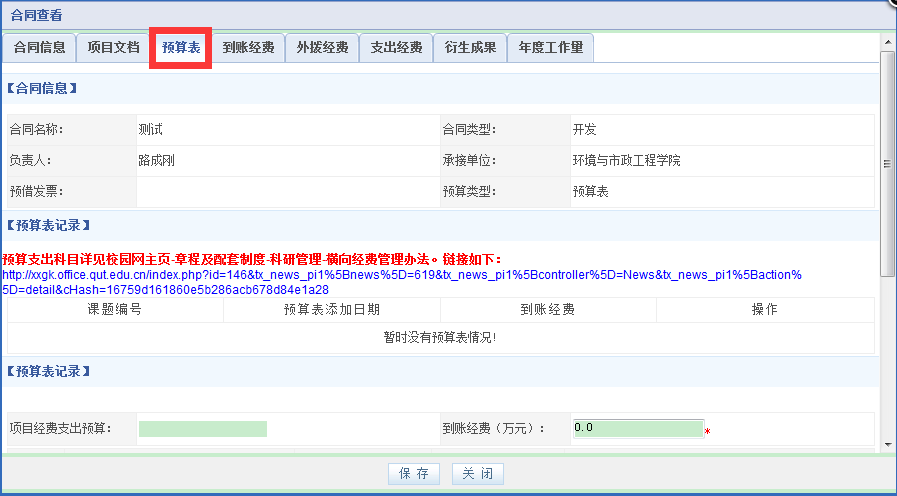 合同查看
合同信息 项目文档 预算表 到账经费 外拨经费 支出经费 衍生成果 年度工作量
【合同信息】
合同名称： 测试 合同类型： 开发
负责人： 路成刚 承接单位： 环境与市政工程学院
预借发票： 预算类型： 预算表
【预算表记录】
预算支出科目详见校园网主页-章程及配套制度-科研管理-横向经费管理办法。链接如下：
http://xxgk.office.qut.edu.cn/index.php?id=146&tx_news_pi1%5Bnews%5D=619&tx_news_pi1%5Bcontroller%5D=News&tx_news_pi1%5Baction%
5D=detail&cHash=16759d161860e5b286acb678d84e1a28
课题编号 预算表添加日期 到账经费 操作
暂时没有预算表情况!
【预算表记录】
项目经费支出预算： 到账经费（万元）： 0.0 *
保 存 关 闭